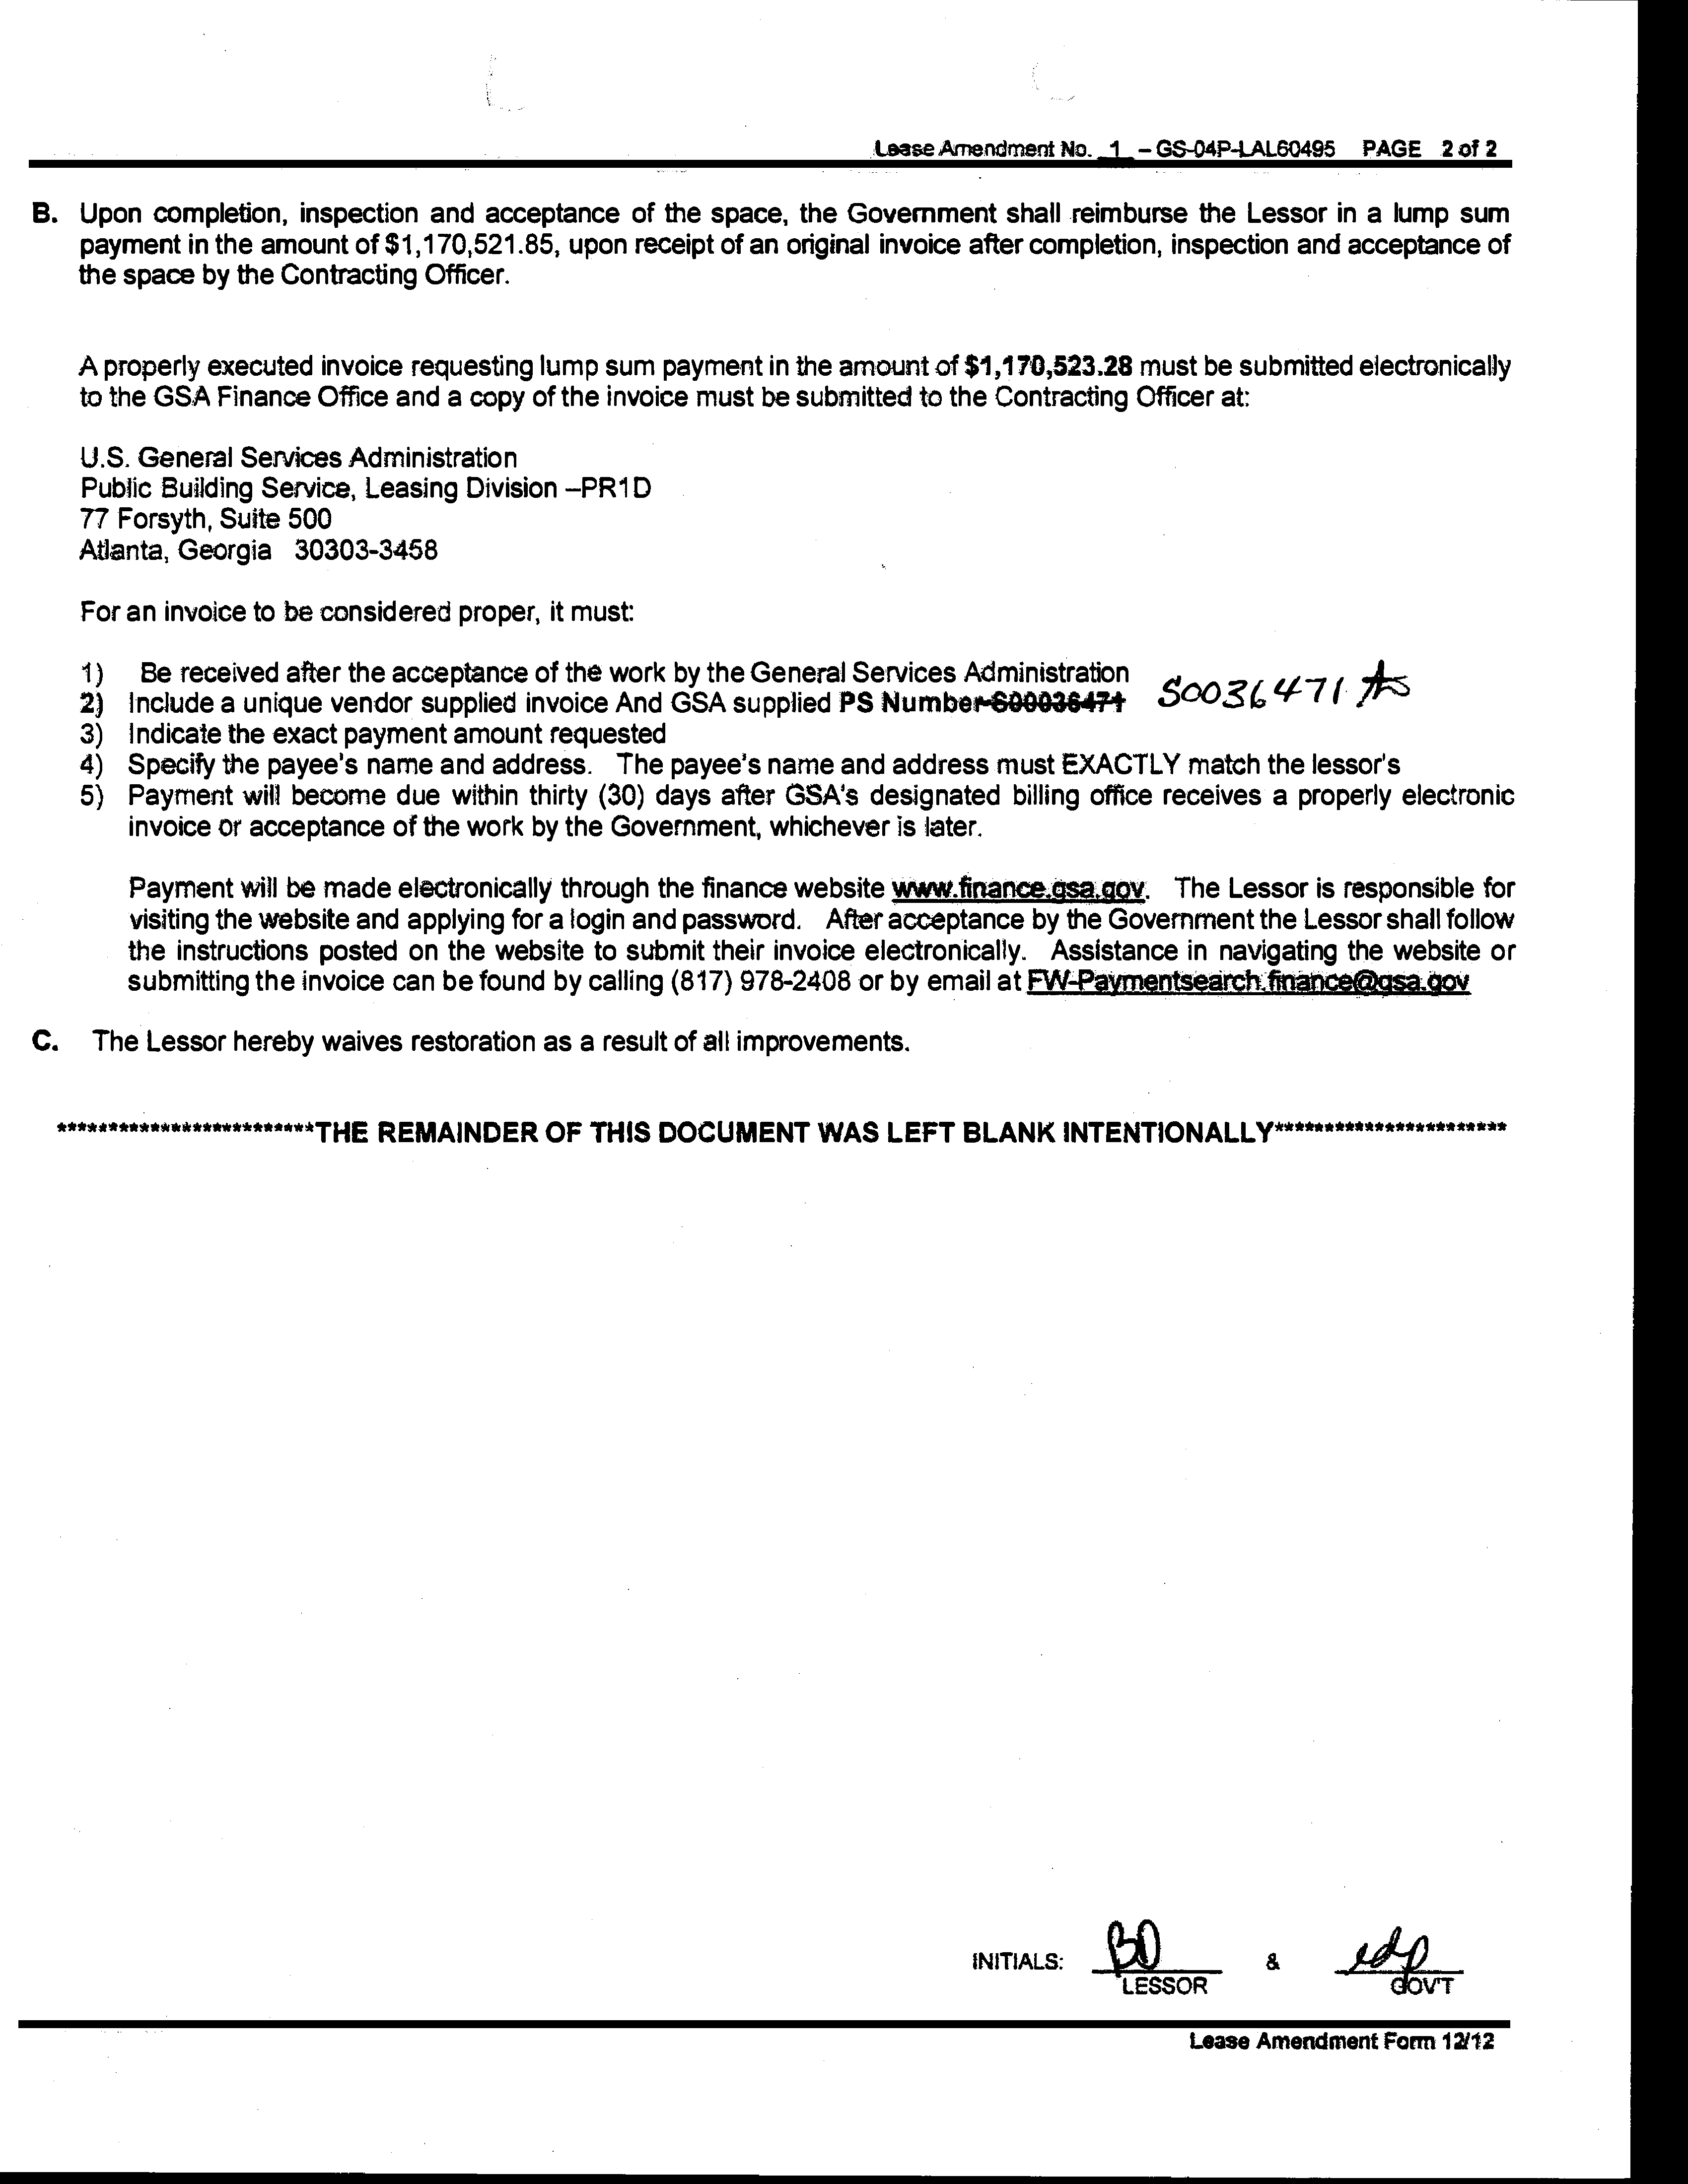 Lease Amendment No. 1 – GS-04P-LAL60495 PAGE 2 of 2
B. Upon completion, inspection and acceptance of the space, the Government shall reimburse the Lessor in a lump sum
payment in the amount of $1,170,521.85, upon receipt of an original invoice after completion, inspection and acceptance of
the space by the Contracting Officer.
A properly executed invoice requesting lump sum payment in the amount of $1,170,523.28 must be submitted electronically
to the GSA Finance Office and a copy of the invoice must be submitted to the Contracting Officer at:
U.S. General Services Administration
Public Building Service, Leasing Division –PR1D
77 Forsyth, Suite 500
Atlanta, Georgia 30303-3458
For an invoice to be considered proper, it must:
1) Be received after the acceptance of the work by the General Services Administration
2) Include a unique vendor supplied invoice And GSA supplied PS Number S00036471 S0036471
3) Indicate the exact payment amount requested
4) Specify the payee's name and address. The payee's name and address must EXACTLY match the lessor's
5) Payment will become due within thirty (30) days after GSA's designated billing office receives a properly electronic
invoice or acceptance of the work by the Government, whichever is later.
Payment will be made electronically through the finance website www.finance.gsa.gov. The Lessor is responsible for
visiting the website and applying for a login and password. After acceptance by the Government the Lessor shall follow
the instructions posted on the website to submit their invoice electronically. Assistance in navigating the website or
submitting the invoice can be found by calling (817) 978-2408 or by email at FW-Paymentsearch.finance@gsa.gov
C. The Lessor hereby waives restoration as a result of all improvements.
*************************THE REMAINDER OF THIS DOCUMENT WAS LEFT BLANK INTENTIONALLY************************
INITIALS: BO & edp
LESSOR GOV'T
Lease Amendment Form 12/12